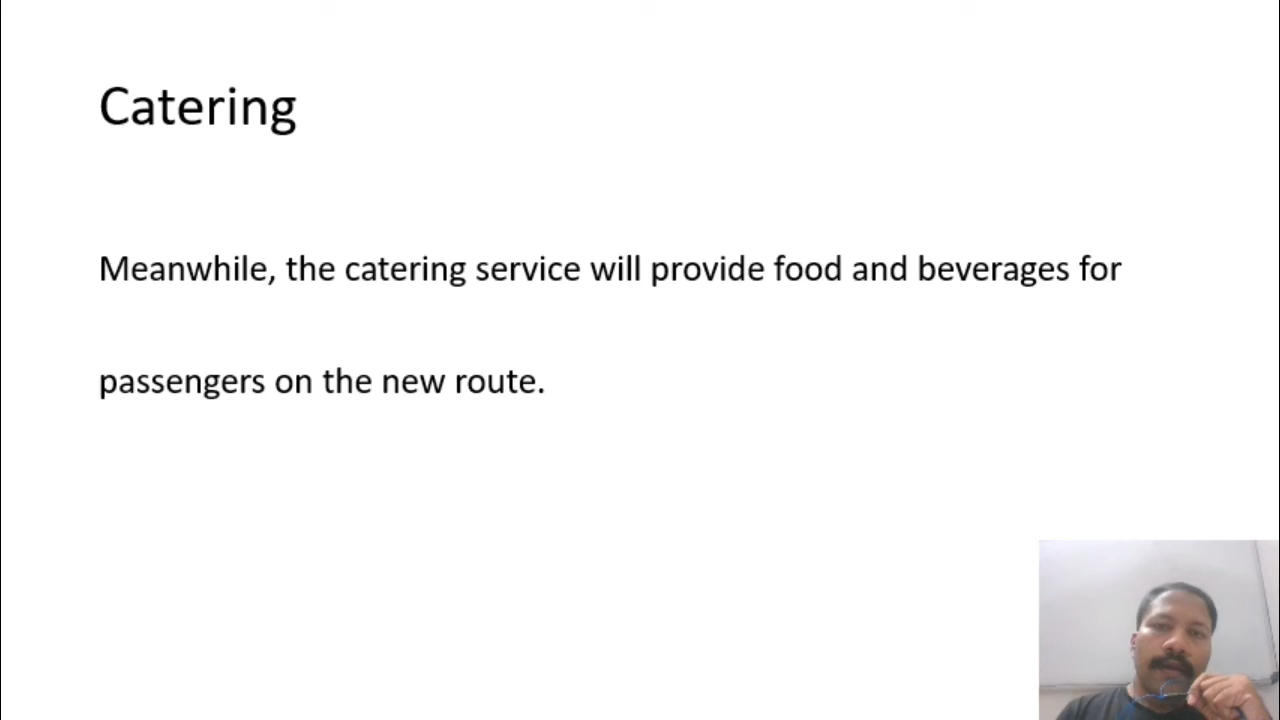 Catering
Meanwhile, the catering service will provide food and beverages for
passengers on the new route.